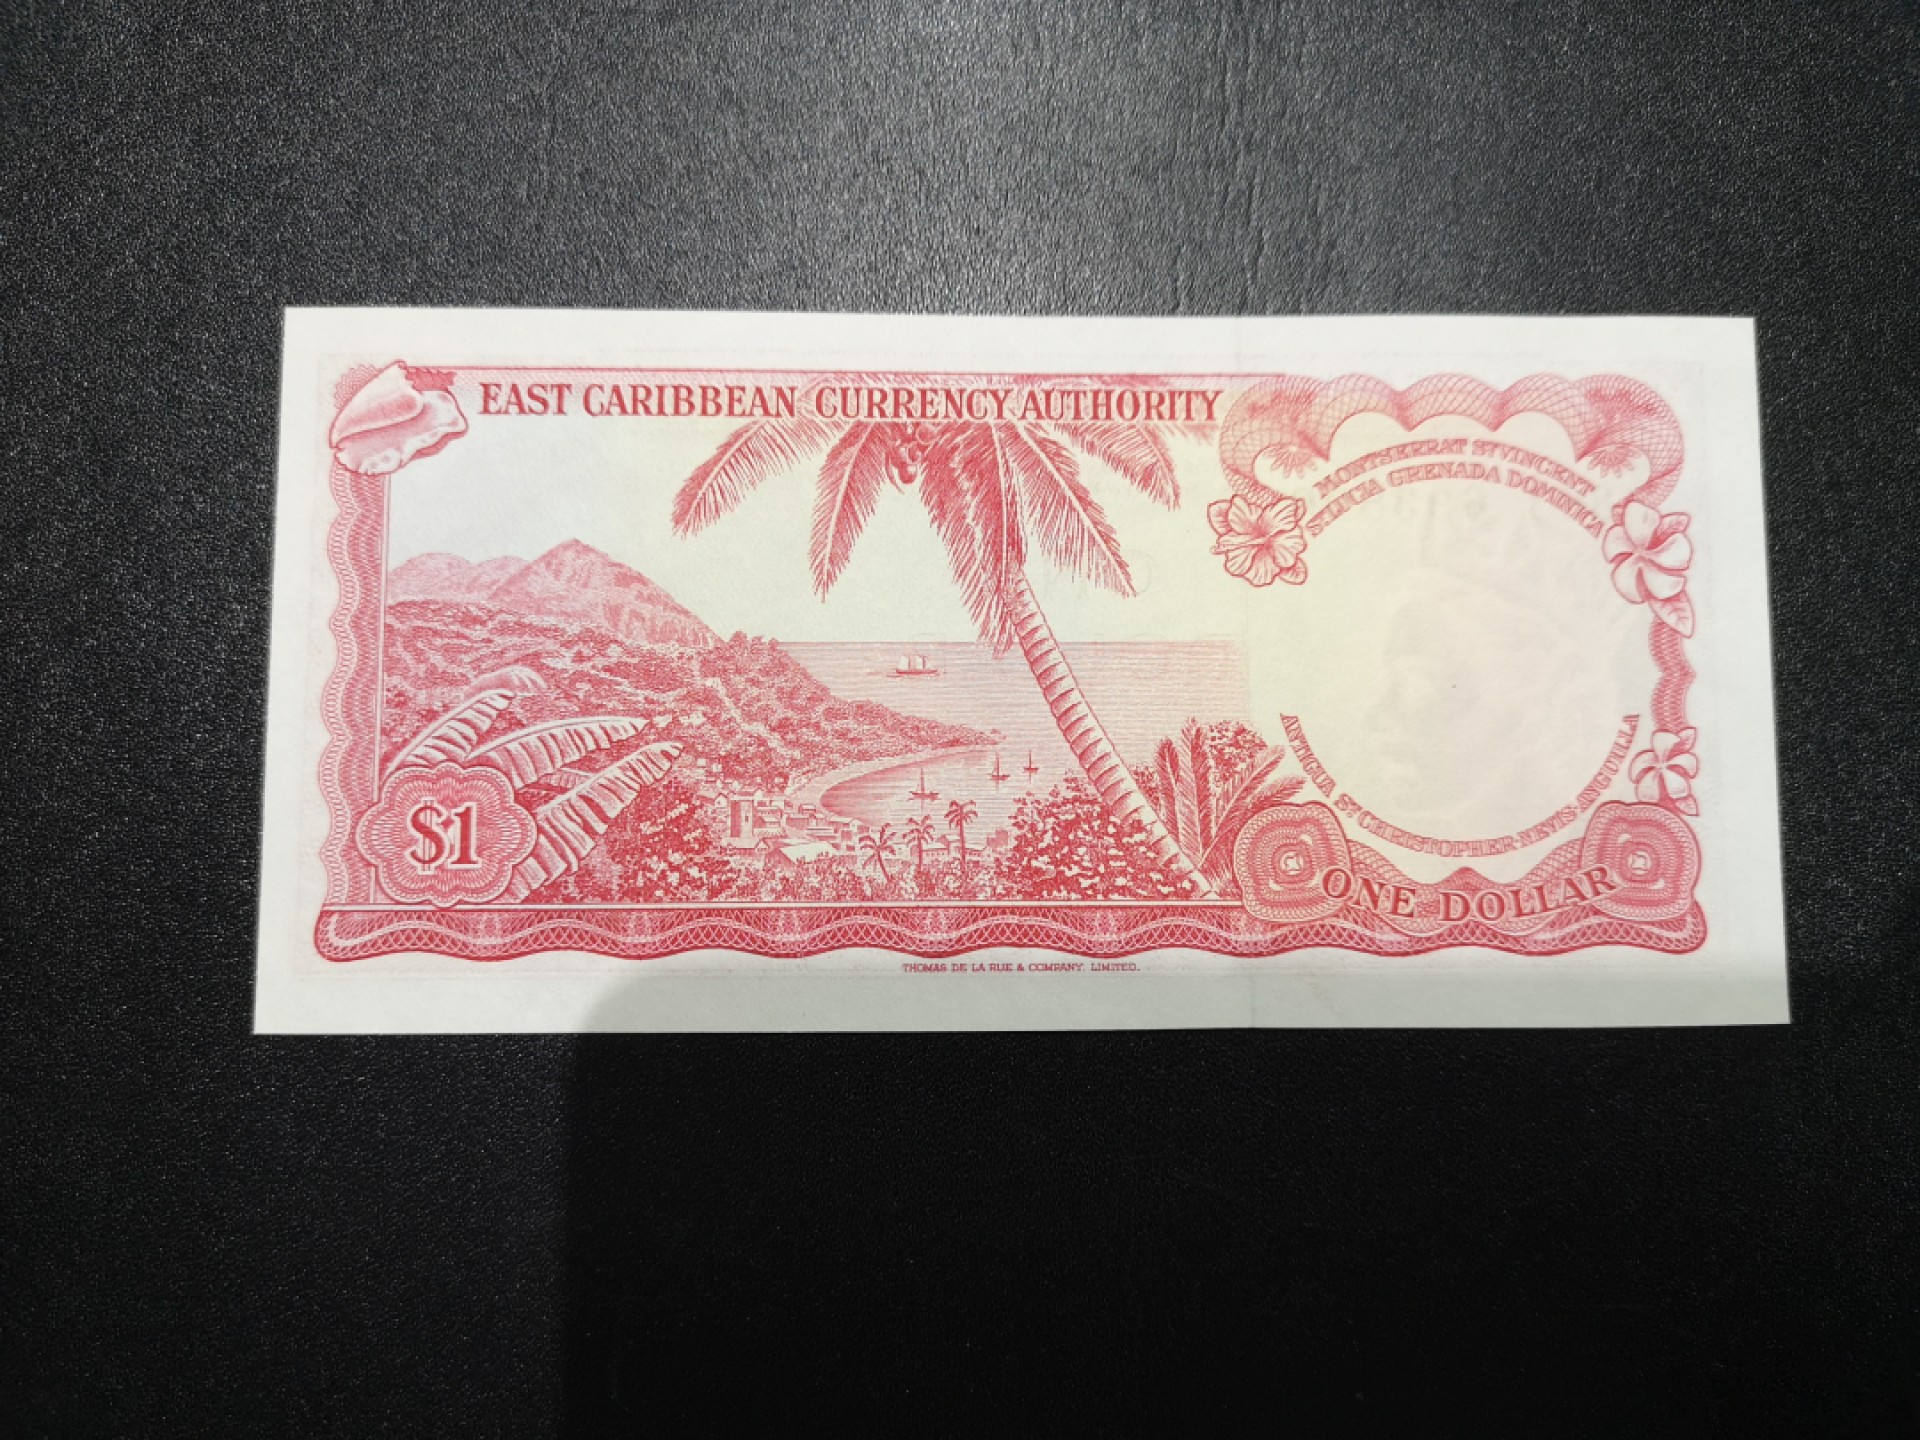 EAST CARIBBEAN CURRENCY AUTHORITY
MONTSERRAT ST VINCENT
ST LUCIA GRENADA DOMINICA
ANTIGUA ST CHRISTOPHER-NEVIS-ANGUILLA
$1
ONE DOLLAR
THOMAS DE LA RUE & COMPANY, LIMITED.